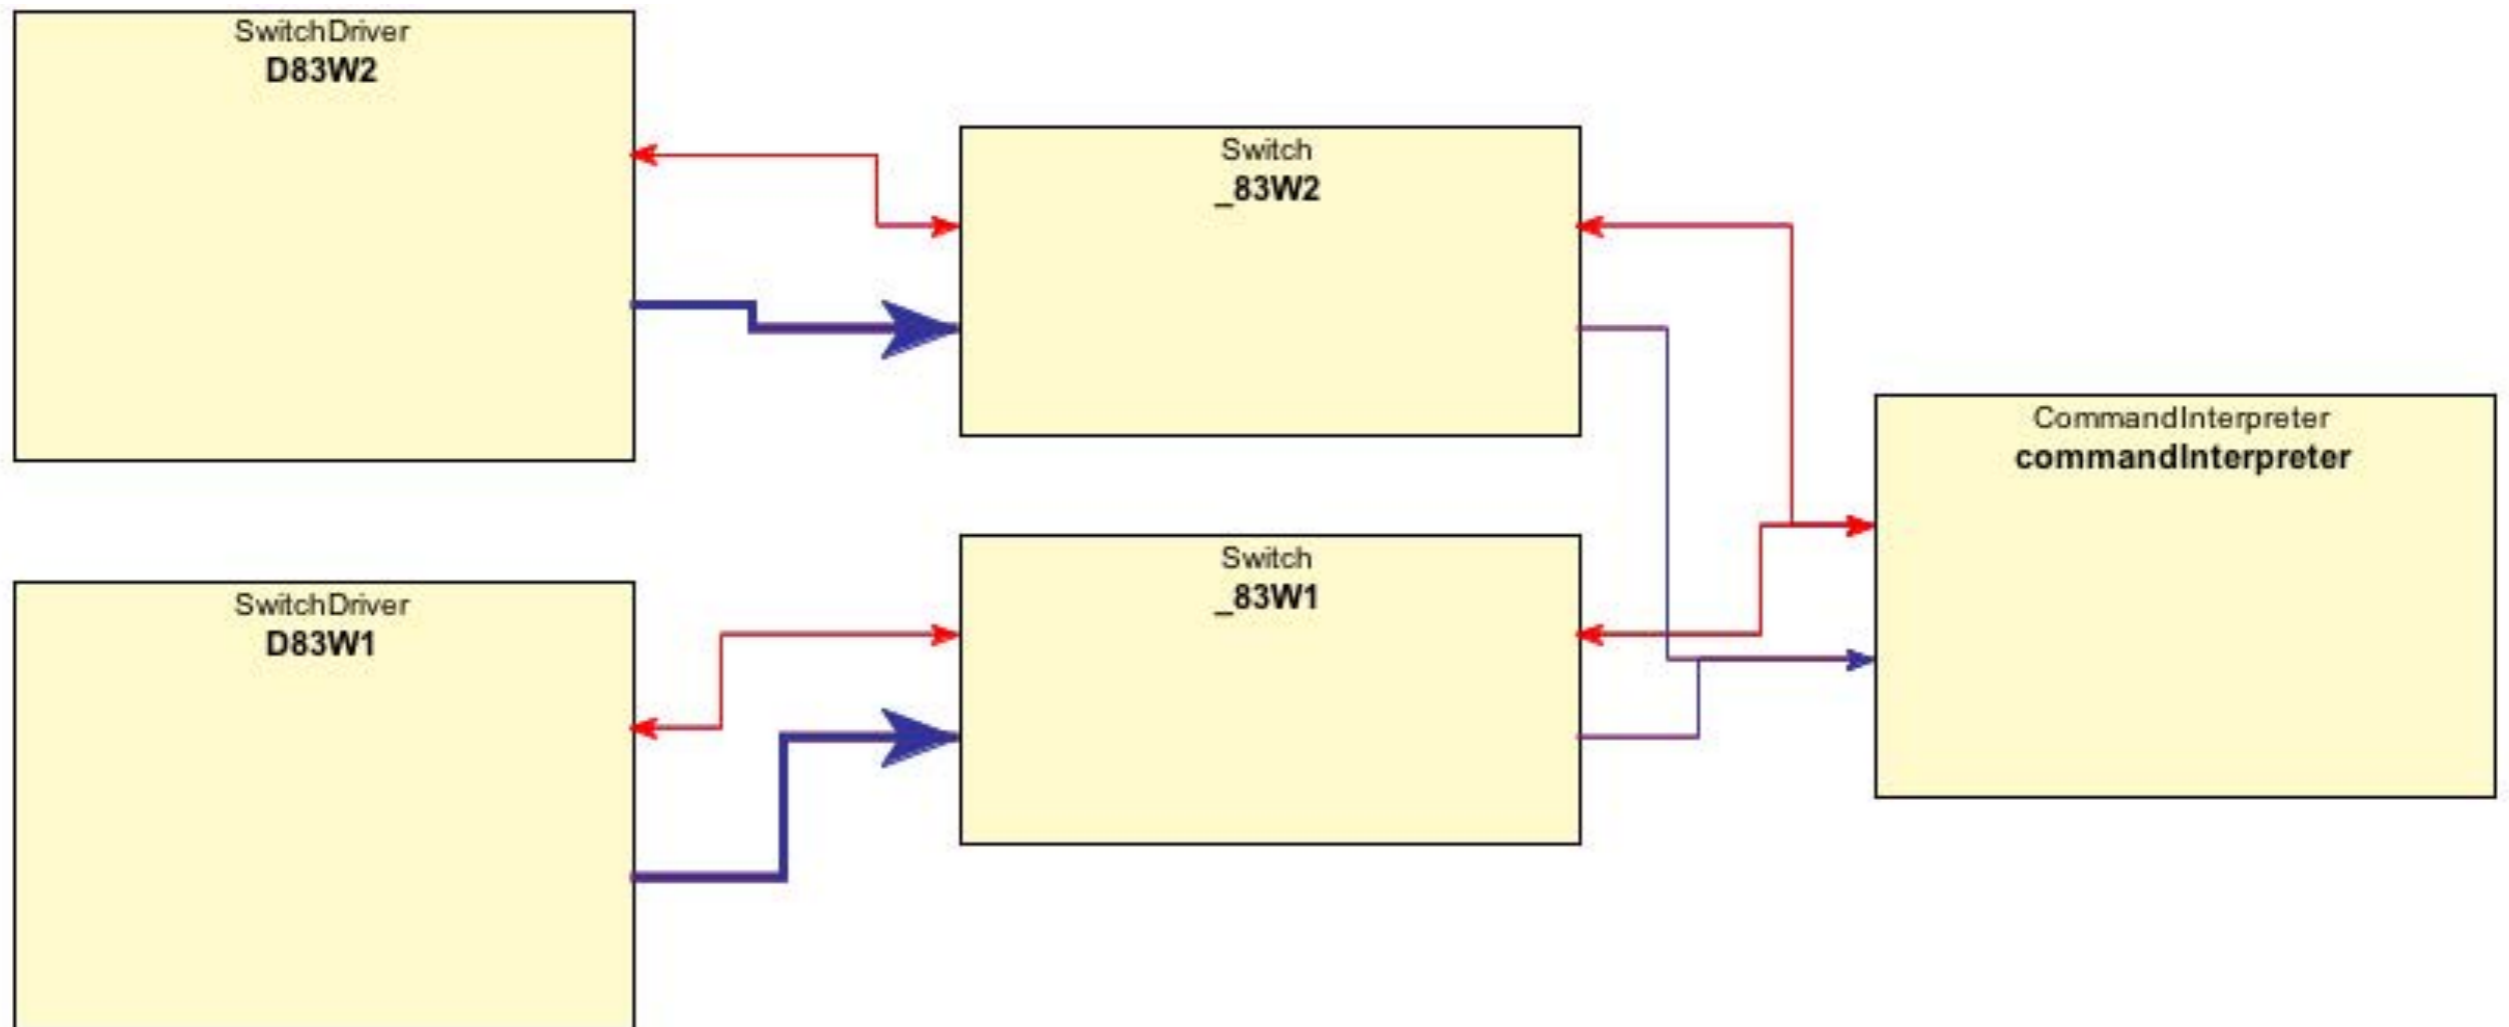 SwitchDriver
D83W2
Switch
_83W2
CommandInterpreter
commandInterpreter
Switch
_83W1
SwitchDriver
D83W1